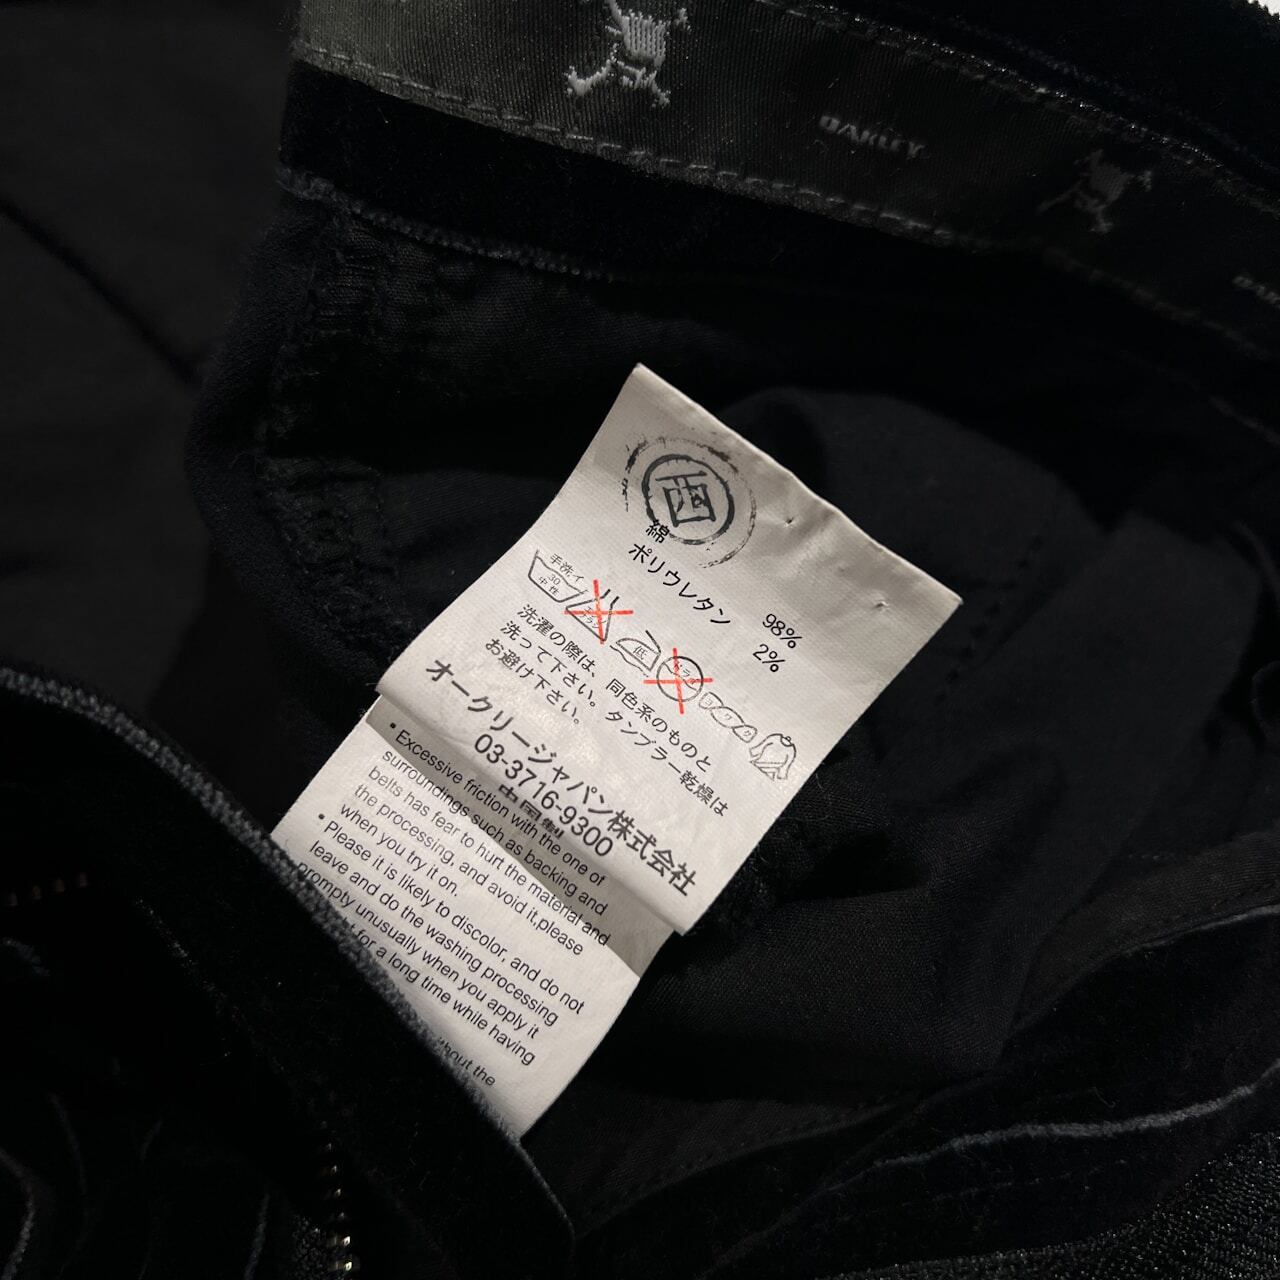 OAKLEY
西
綿 98%
ポリウレタン 2%
手洗イ
30
中性
低
ヨワク
洗濯の際は、同色系のものと
洗って下さい。タンブラー乾燥は
お避け下さい。
オークリージャパン株式会社
03-3716-9300
中国製
• Excessive friction with the one of
surroundings such as backing and
belts has fear to hurt the material and
the processing, and avoid it,please
when you try it on.
• Please it is likely to discolor, and do not
leave and do the washing processing
promptly unusually when you apply it
for a long time while having
without the